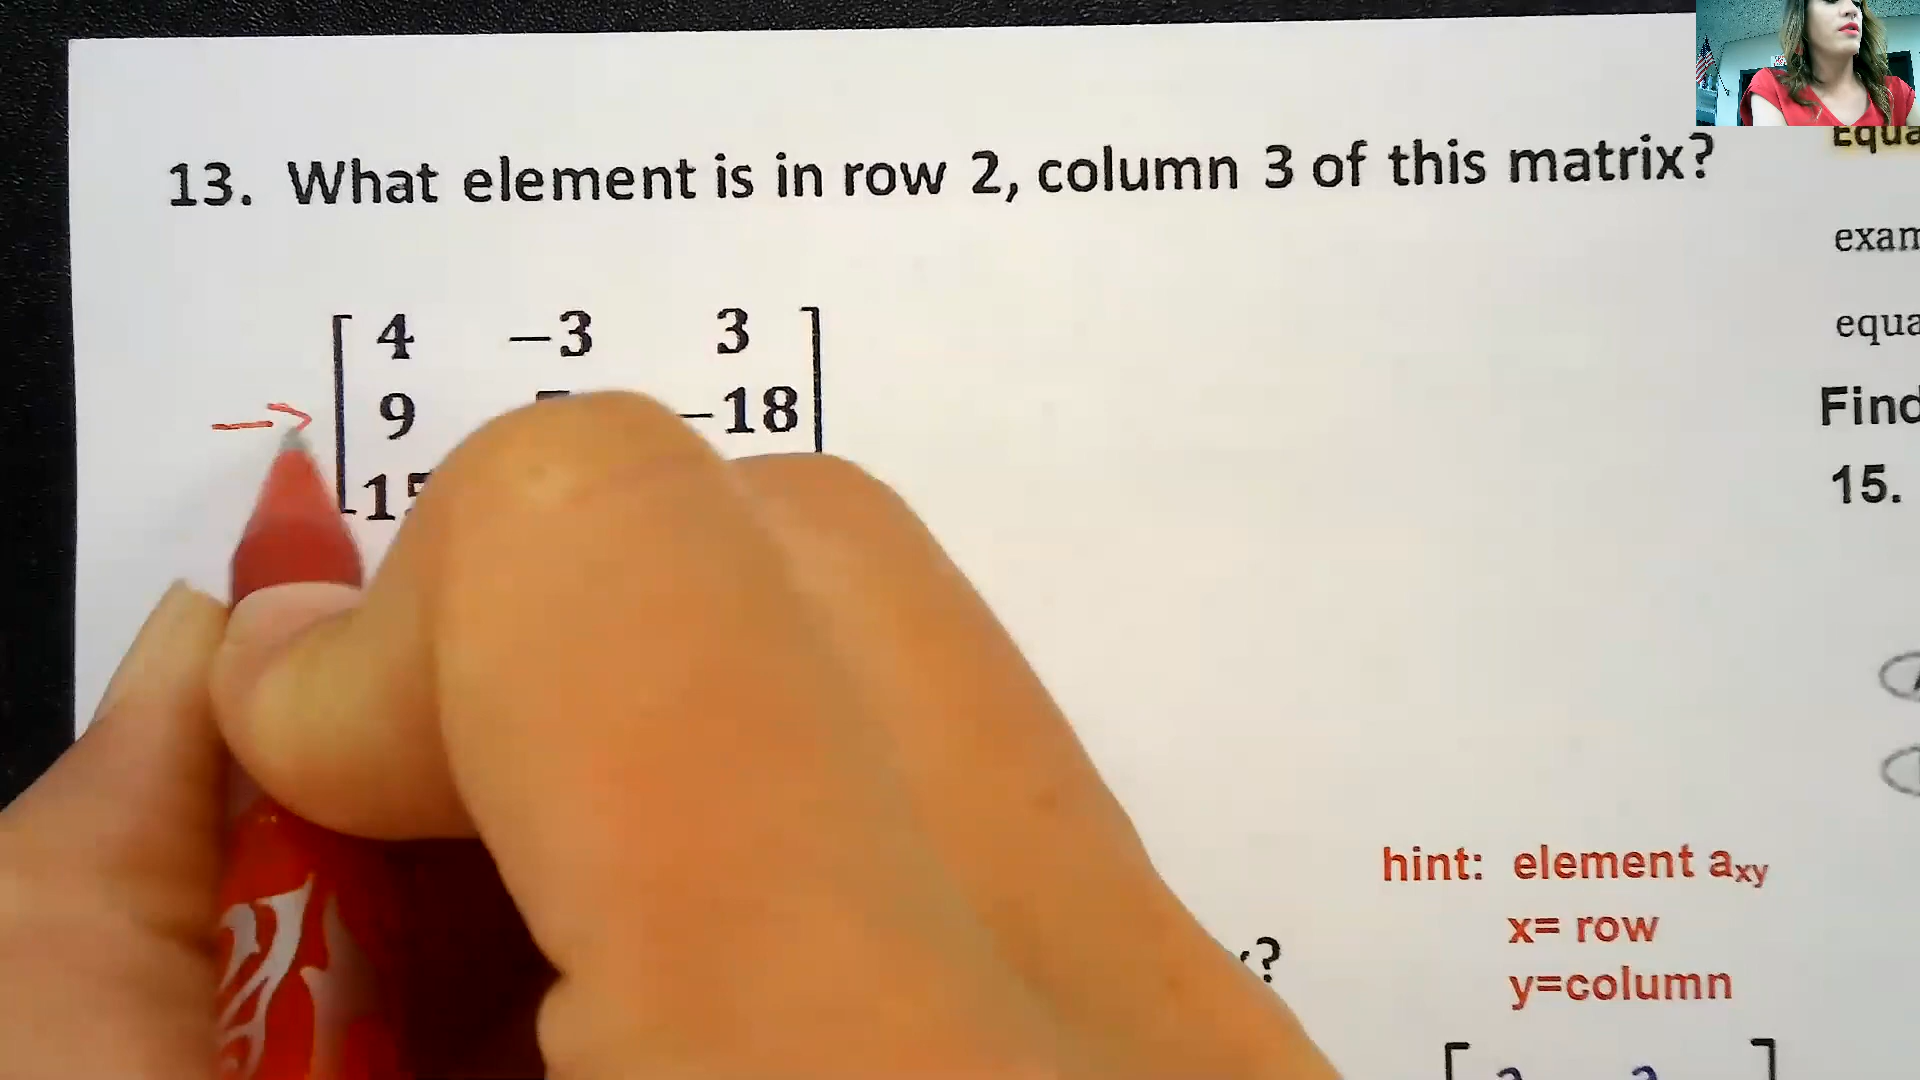 13. What element is in row 2, column 3 of this matrix?
4 −3 3
9 −18
hint: element axy
x= row
y=column
exam
equa
Find
15.